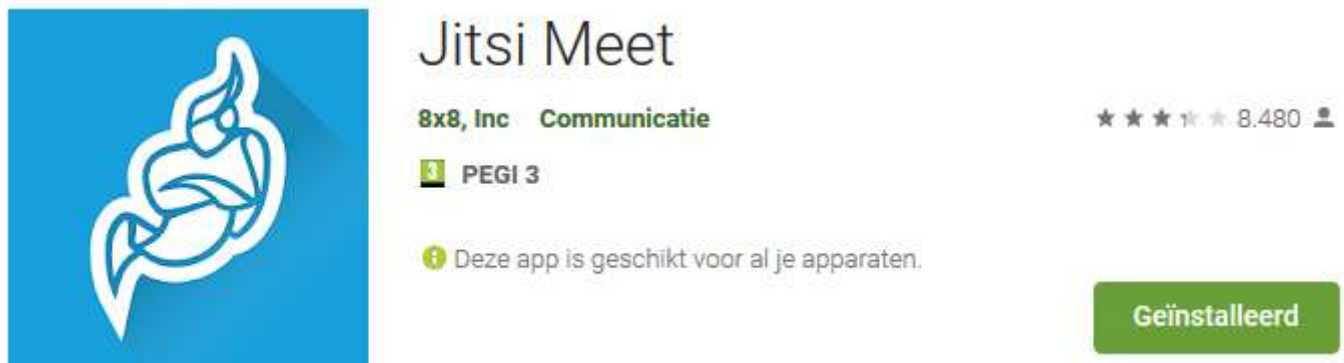 Jitsi Meet
8x8, Inc Communicatie
8.480
3 PEGI 3
Deze app is geschikt voor al je apparaten.
Geïnstalleerd